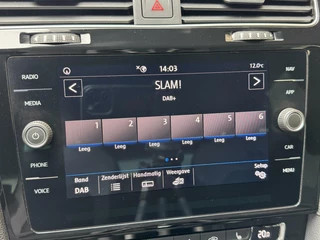 RADIO
MEDIA
PHONE
VOICE
14:03
12.0°C
SLAM!
DAB+
1 2 3 4 5 6
Leeg Leeg Leeg Leeg Leeg Leeg
Band Zenderlijst Handmatig Weergave Setup
DAB
NAV
APP
CAR
MENU